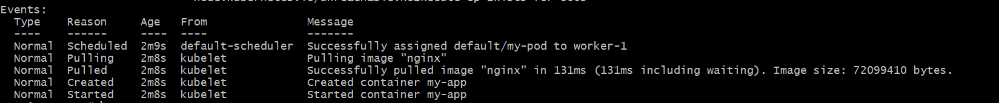 Events:
  Type    Reason     Age   From               Message
  ----    ------     ----  ----               -------
  Normal  Scheduled  2m9s  default-scheduler  Successfully assigned default/my-pod to worker-1
  Normal  Pulling    2m8s  kubelet            Pulling image "nginx"
  Normal  Pulled     2m8s  kubelet            Successfully pulled image "nginx" in 131ms (131ms including waiting). Image size: 72099410 bytes.
  Normal  Created    2m8s  kubelet            Created container my-app
  Normal  Started    2m8s  kubelet            Started container my-app